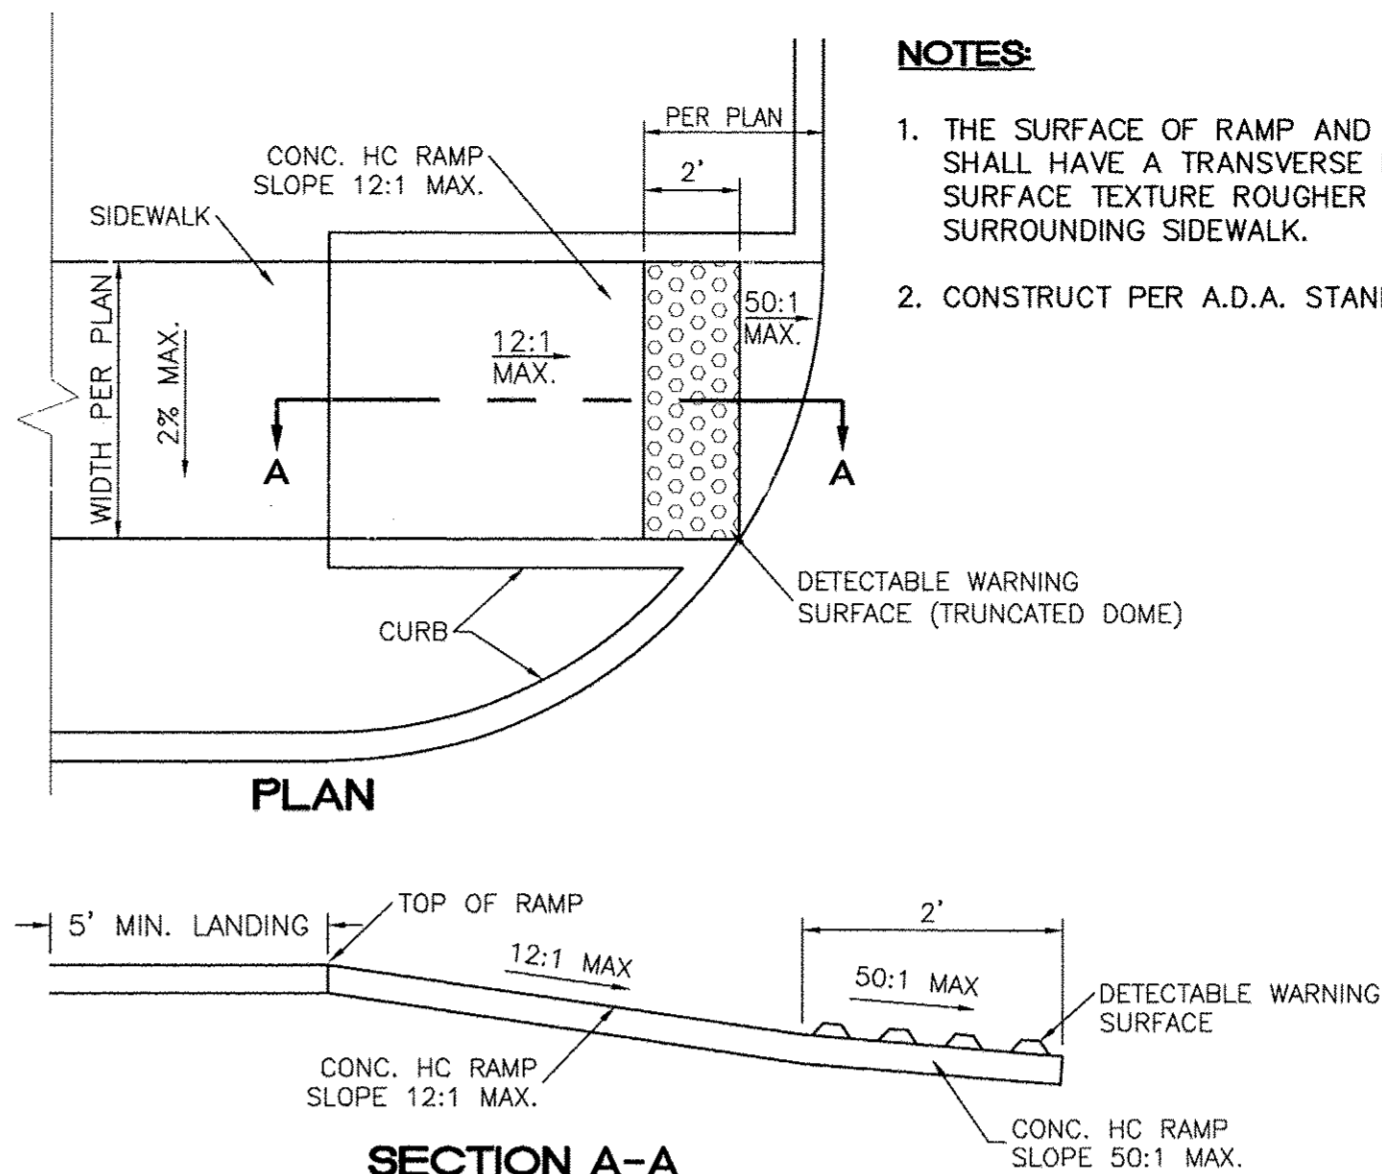 NOTES:
1. THE SURFACE OF RAMP AND
SHALL HAVE A TRANSVERSE
SURFACE TEXTURE ROUGHER
SURROUNDING SIDEWALK.
2. CONSTRUCT PER A.D.A.
PER PLAN
2'
CONC. HC RAMP
SLOPE 12:1 MAX.
SIDEWALK
WIDTH PER PLAN
2% MAX.
12:1
MAX.
50:1
MAX.
A
A
DETECTABLE WARNING
SURFACE (TRUNCATED DOME)
CURB
PLAN
5' MIN. LANDING
TOP OF RAMP
12:1 MAX
2'
50:1 MAX
DETECTABLE WARNING
SURFACE
CONC. HC RAMP
SLOPE 12:1 MAX.
CONC. HC RAMP
SLOPE 50:1 MAX.
SECTION A-A